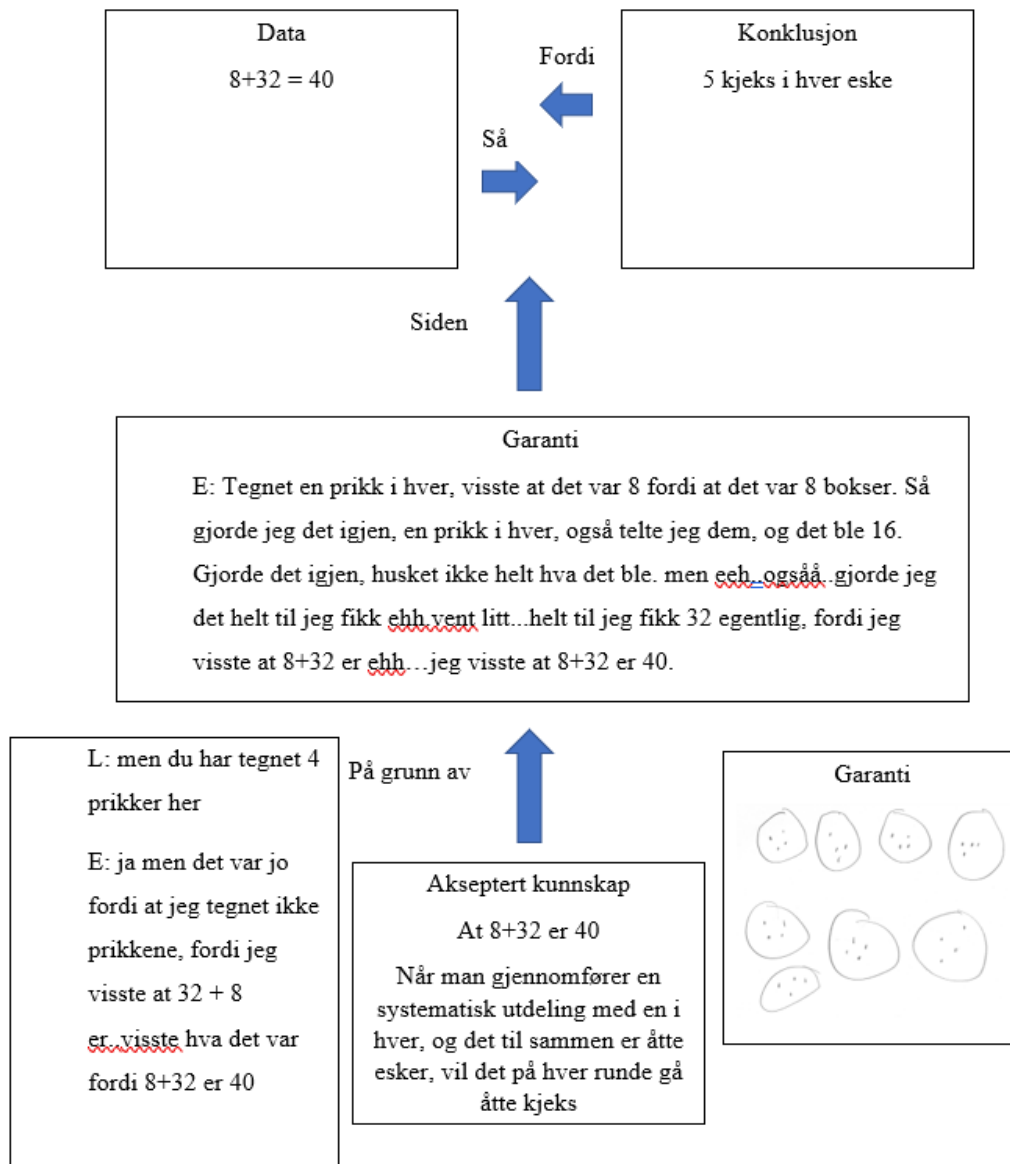 Data
8+32 = 40
Fordi
Konklusjon
5 kjeks i hver eske
Så
Siden
Garanti
E: Tegnet en prikk i hver, visste at det var 8 fordi at det var 8 bokser. Så
gjorde jeg det igjen, en prikk i hver, også telte jeg dem, og det ble 16.
Gjorde det igjen, husket ikke helt hva det ble. men eeh..ogsåå..gjorde jeg
det helt til jeg fikk ehh vent litt...helt til jeg fikk 32 egentlig, fordi jeg
visste at 8+32 er ehh…jeg visste at 8+32 er 40.
L: men du har tegnet 4
prikker her
E: ja men det var jo
fordi at jeg tegnet ikke
prikkene, fordi jeg
visste at 32 + 8
er..visste hva det var
fordi 8+32 er 40
På grunn av
Akseptert kunnskap
At 8+32 er 40
Når man gjennomfører en
systematisk utdeling med en i
hver, og det til sammen er åtte
esker, vil det på hver runde gå
åtte kjeks
Garanti